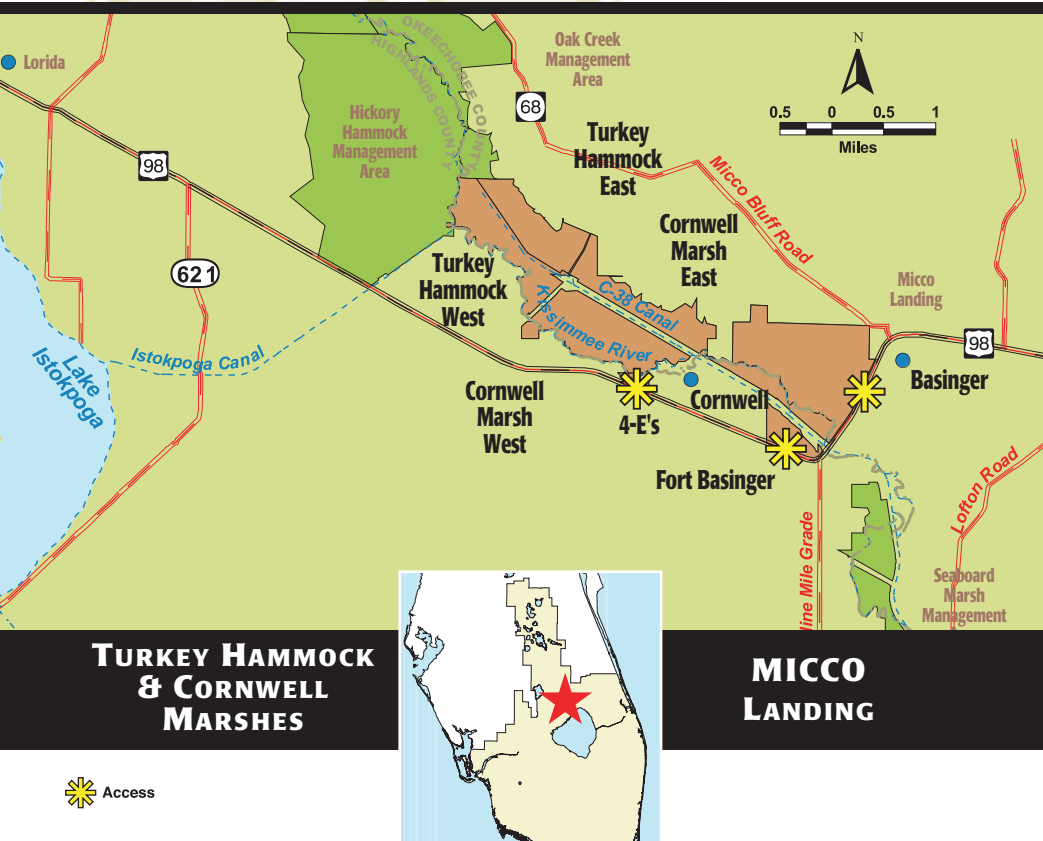 Lorida
OKEECHOBEE COUNTY
HIGHLANDS COUNTY
Oak Creek
Management
Area
N
68
0.5 0 0.5 1
Miles
Hickory
Hammock
Management
Area
Turkey
Hammock
East
98
Micco Bluff Road
Cornwell
Marsh
East
621
Turkey
Hammock
West
C-38 Canal
Kissimmee River
Micco
Landing
98
Istokpoga Canal
Lake
Istokpoga
Basinger
Cornwell
Marsh
West
4-E's
Cornwell
Fort Basinger
Lofton Road
ine Mile Grade
Seaboard
Marsh
Management
TURKEY HAMMOCK
& CORNWELL
MARSHES
MICCO
LANDING
Access